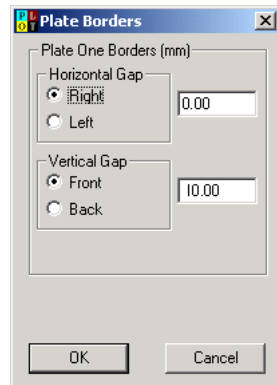 PLOT Plate Borders
Plate One Borders (mm)
Horizontal Gap
Right
0.00
Left
Vertical Gap
Front
10.00
Back
OK
Cancel